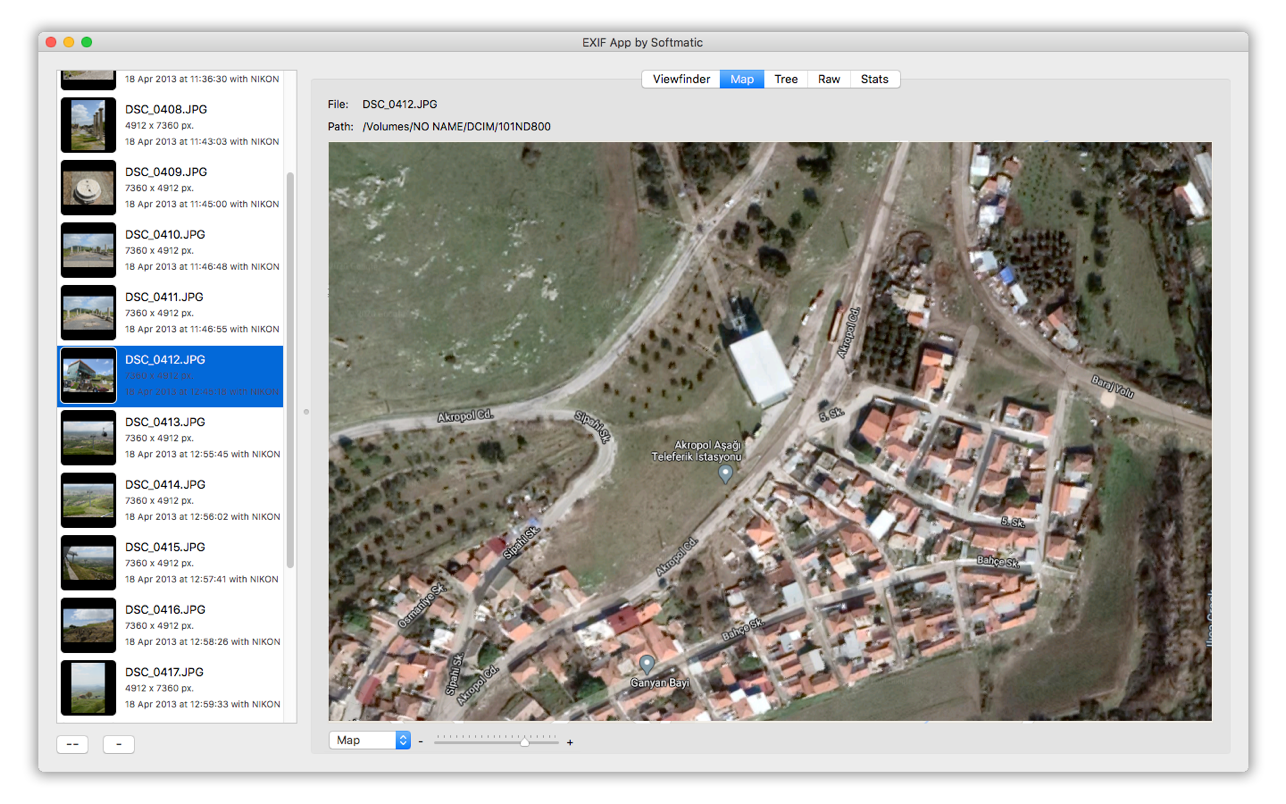 EXIF App by Softmatic
18 Apr 2013 at 11:36:30 with NIKON
DSC_0408.JPG
4912 x 7360 px.
18 Apr 2013 at 11:43:03 with NIKON
DSC_0409.JPG
7360 x 4912 px.
18 Apr 2013 at 11:45:00 with NIKON
DSC_0410.JPG
7360 x 4912 px.
18 Apr 2013 at 11:46:48 with NIKON
DSC_0411.JPG
7360 x 4912 px.
18 Apr 2013 at 11:46:55 with NIKON
DSC_0412.JPG
7360 x 4912 px.
DSC_0413.JPG
7360 x 4912 px.
18 Apr 2013 at 12:55:45 with NIKON
DSC_0414.JPG
7360 x 4912 px.
18 Apr 2013 at 12:56:02 with NIKON
DSC_0415.JPG
7360 x 4912 px.
18 Apr 2013 at 12:57:41 with NIKON
DSC_0416.JPG
7360 x 4912 px.
18 Apr 2013 at 12:58:26 with NIKON
DSC_0417.JPG
4912 x 7360 px.
18 Apr 2013 at 12:59:33 with NIKON
-- -
Viewfinder Map Tree Raw Stats
File: DSC_0412.JPG
Path: /Volumes/NO NAME/DCIM/101ND800
Akropol Cd.
Baraj Yolu
Akropol Cd.
Sipahi Sk.
5. Sk.
Akropol Aşağı
Teleferik İstasyonu
5. Sk.
Sipahi Sk.
Akropol Cd.
Bahçe Sk.
Osmaniye Sk.
Bahçe Sk.
Sipahi Sk.
Akropol Cd.
Ganyan Bayi
Map - +